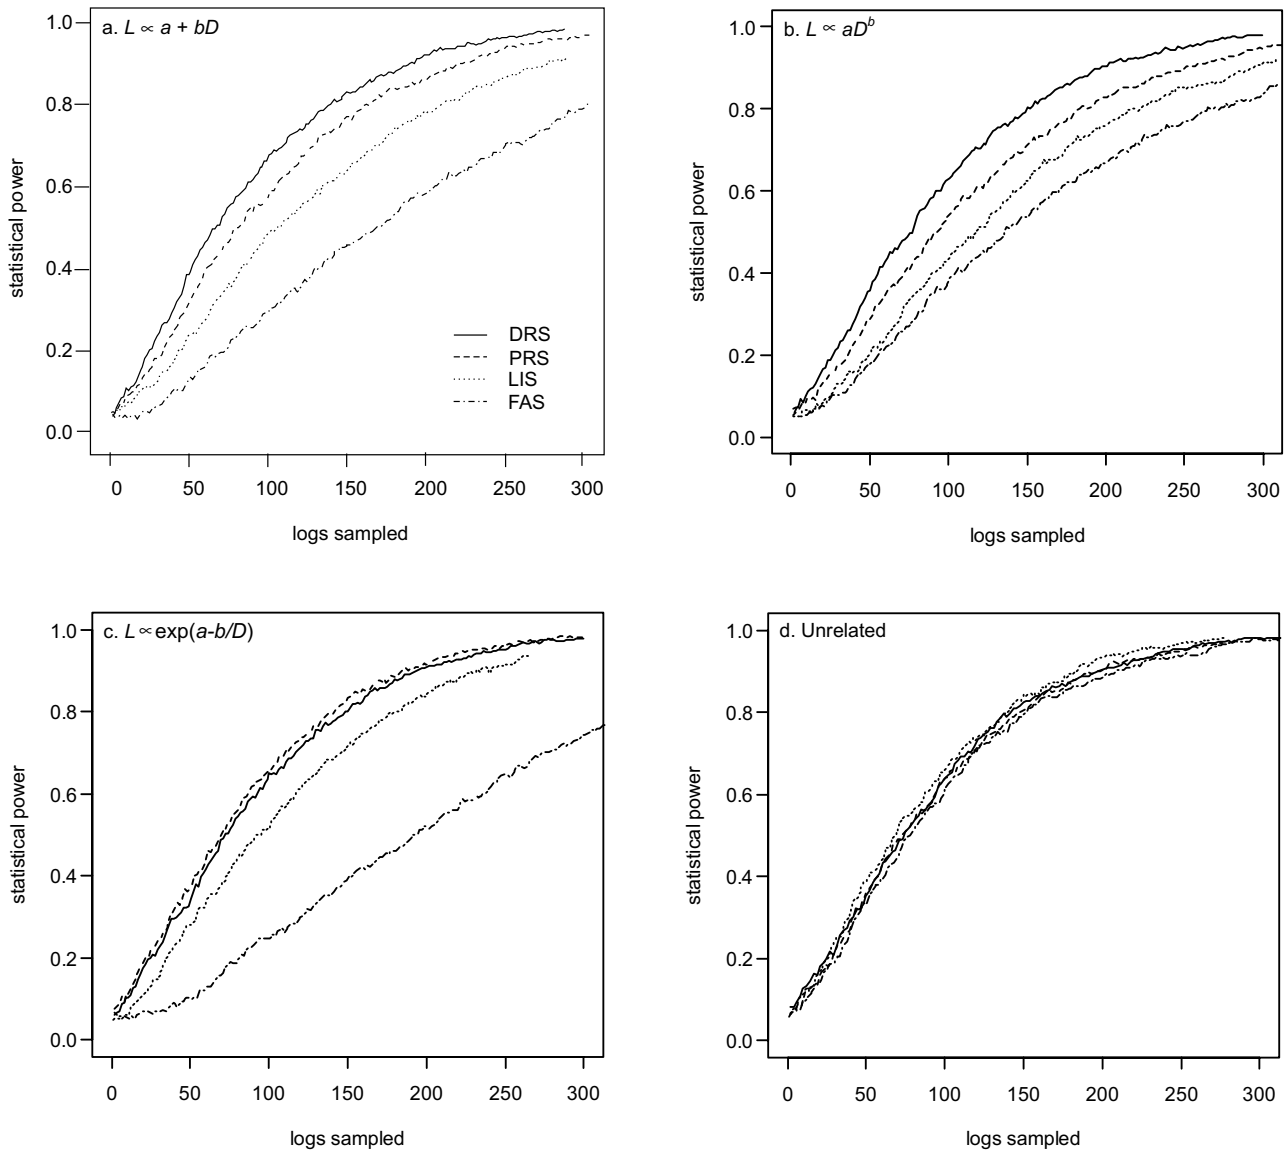 a. L ∝ a + bD
1.0
0.8
0.6
0.4
0.2
0.0
statistical power
DRS
PRS
LIS
FAS
0 50 100 150 200 250 300
logs sampled
b. L ∝ aD^b
1.0
0.8
0.6
0.4
0.2
0.0
statistical power
0 50 100 150 200 250 300
logs sampled
c. L∝exp(a-b/D)
1.0
0.8
0.6
0.4
0.2
0.0
statistical power
0 50 100 150 200 250 300
logs sampled
d. Unrelated
1.0
0.8
0.6
0.4
0.2
0.0
statistical power
0 50 100 150 200 250 300
logs sampled